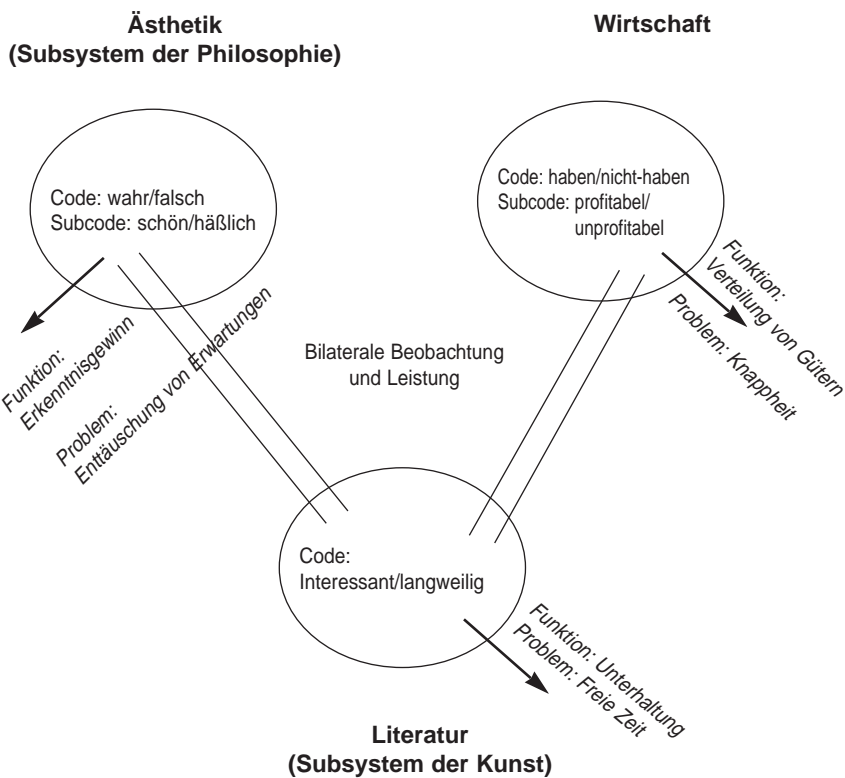 Ästhetik
(Subsystem der Philosophie)
Wirtschaft
Code: wahr/falsch
Subcode: schön/häßlich
Code: haben/nicht-haben
Subcode: profitabel/
unprofitabel
Funktion:
Erkenntnisgewinn
Problem:
Enttäuschung von Erwartungen
Bilaterale Beobachtung
und Leistung
Funktion:
Verteilung von Gütern
Problem: Knappheit
Code:
Interessant/langweilig
Funktion: Unterhaltung
Problem: Freie Zeit
Literatur
(Subsystem der Kunst)